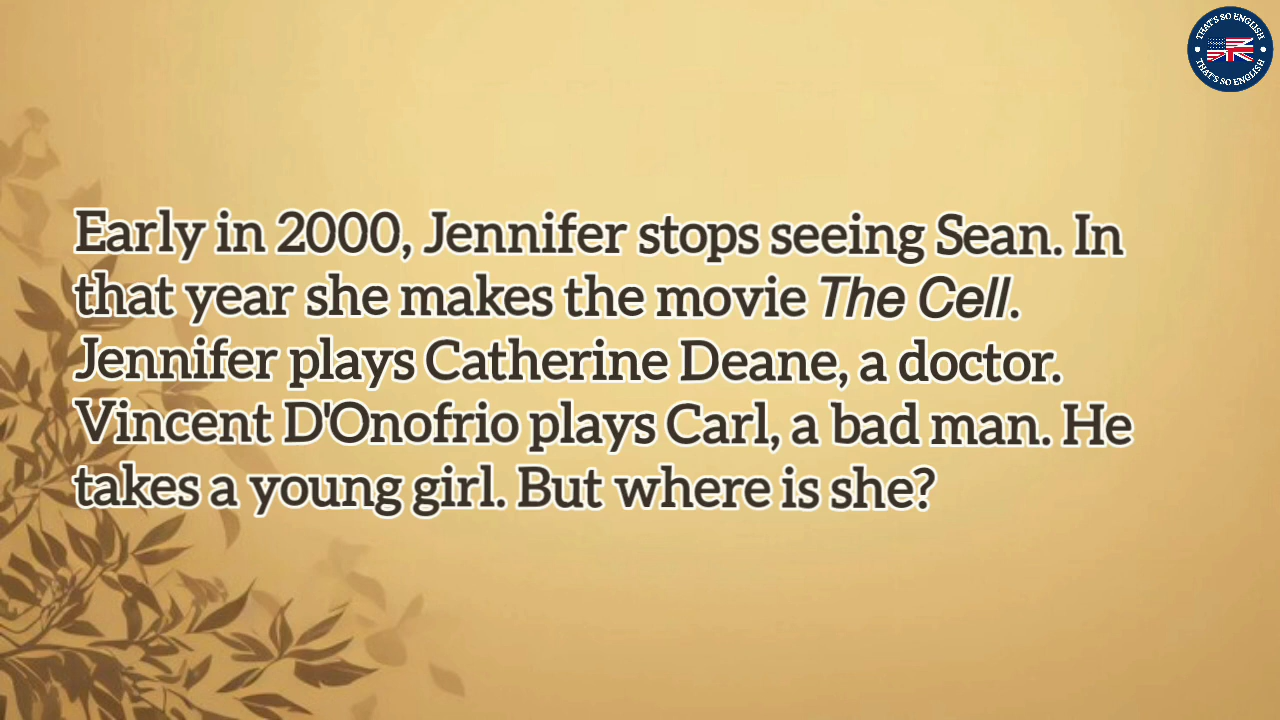 THAT'S SO ENGLISH
THAT'S SO ENGLISH
Early in 2000, Jennifer stops seeing Sean. In
that year she makes the movie The Cell.
Jennifer plays Catherine Deane, a doctor.
Vincent D'Onofrio plays Carl, a bad man. He
takes a young girl. But where is she?